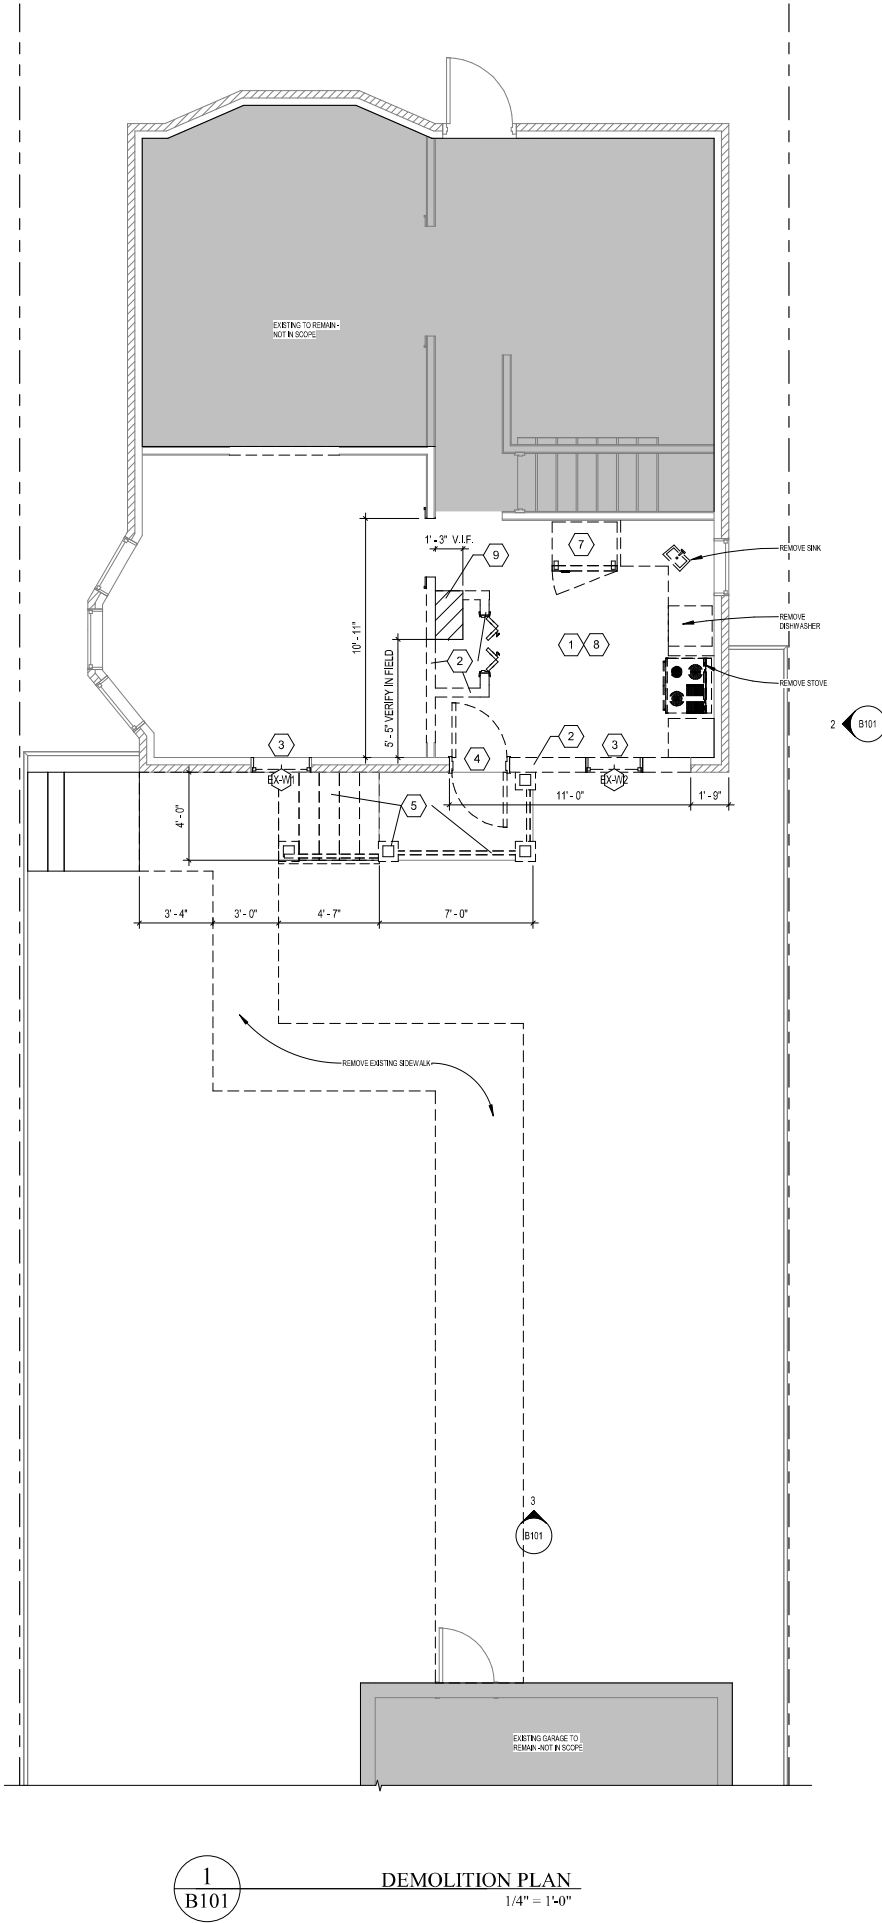 EXISTING TO REMAIN -
NOT IN SCOPE
1' - 3" V.I.F.
9
7
REMOVE SINK
10' - 11"
REMOVE
DISHWASHER
5' - 5" VERIFY IN FIELD
2
1
8
REMOVE STOVE
2
B101
3
4
2
3
EX-W1
EX-W2
4' - 0"
5
11' - 0"
1' - 9"
3' - 4"
3' - 0"
4' - 7"
7' - 0"
REMOVE EXISTING SIDEWALK
3
B101
EXISTING GARAGE TO
REMAIN -NOT IN SCOPE
1
B101
DEMOLITION PLAN
1/4" = 1'-0"